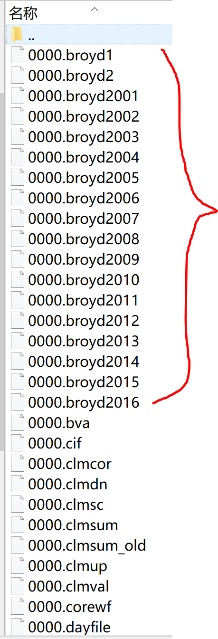 名称
..
0000.broyd1
0000.broyd2
0000.broyd2001
0000.broyd2002
0000.broyd2003
0000.broyd2004
0000.broyd2005
0000.broyd2006
0000.broyd2007
0000.broyd2008
0000.broyd2009
0000.broyd2010
0000.broyd2011
0000.broyd2012
0000.broyd2013
0000.broyd2014
0000.broyd2015
0000.broyd2016
0000.bva
0000.cif
0000.clmcor
0000.clmdn
0000.clmsc
0000.clmsum
0000.clmsum_old
0000.clmup
0000.clmval
0000.corewf
0000.dayfile